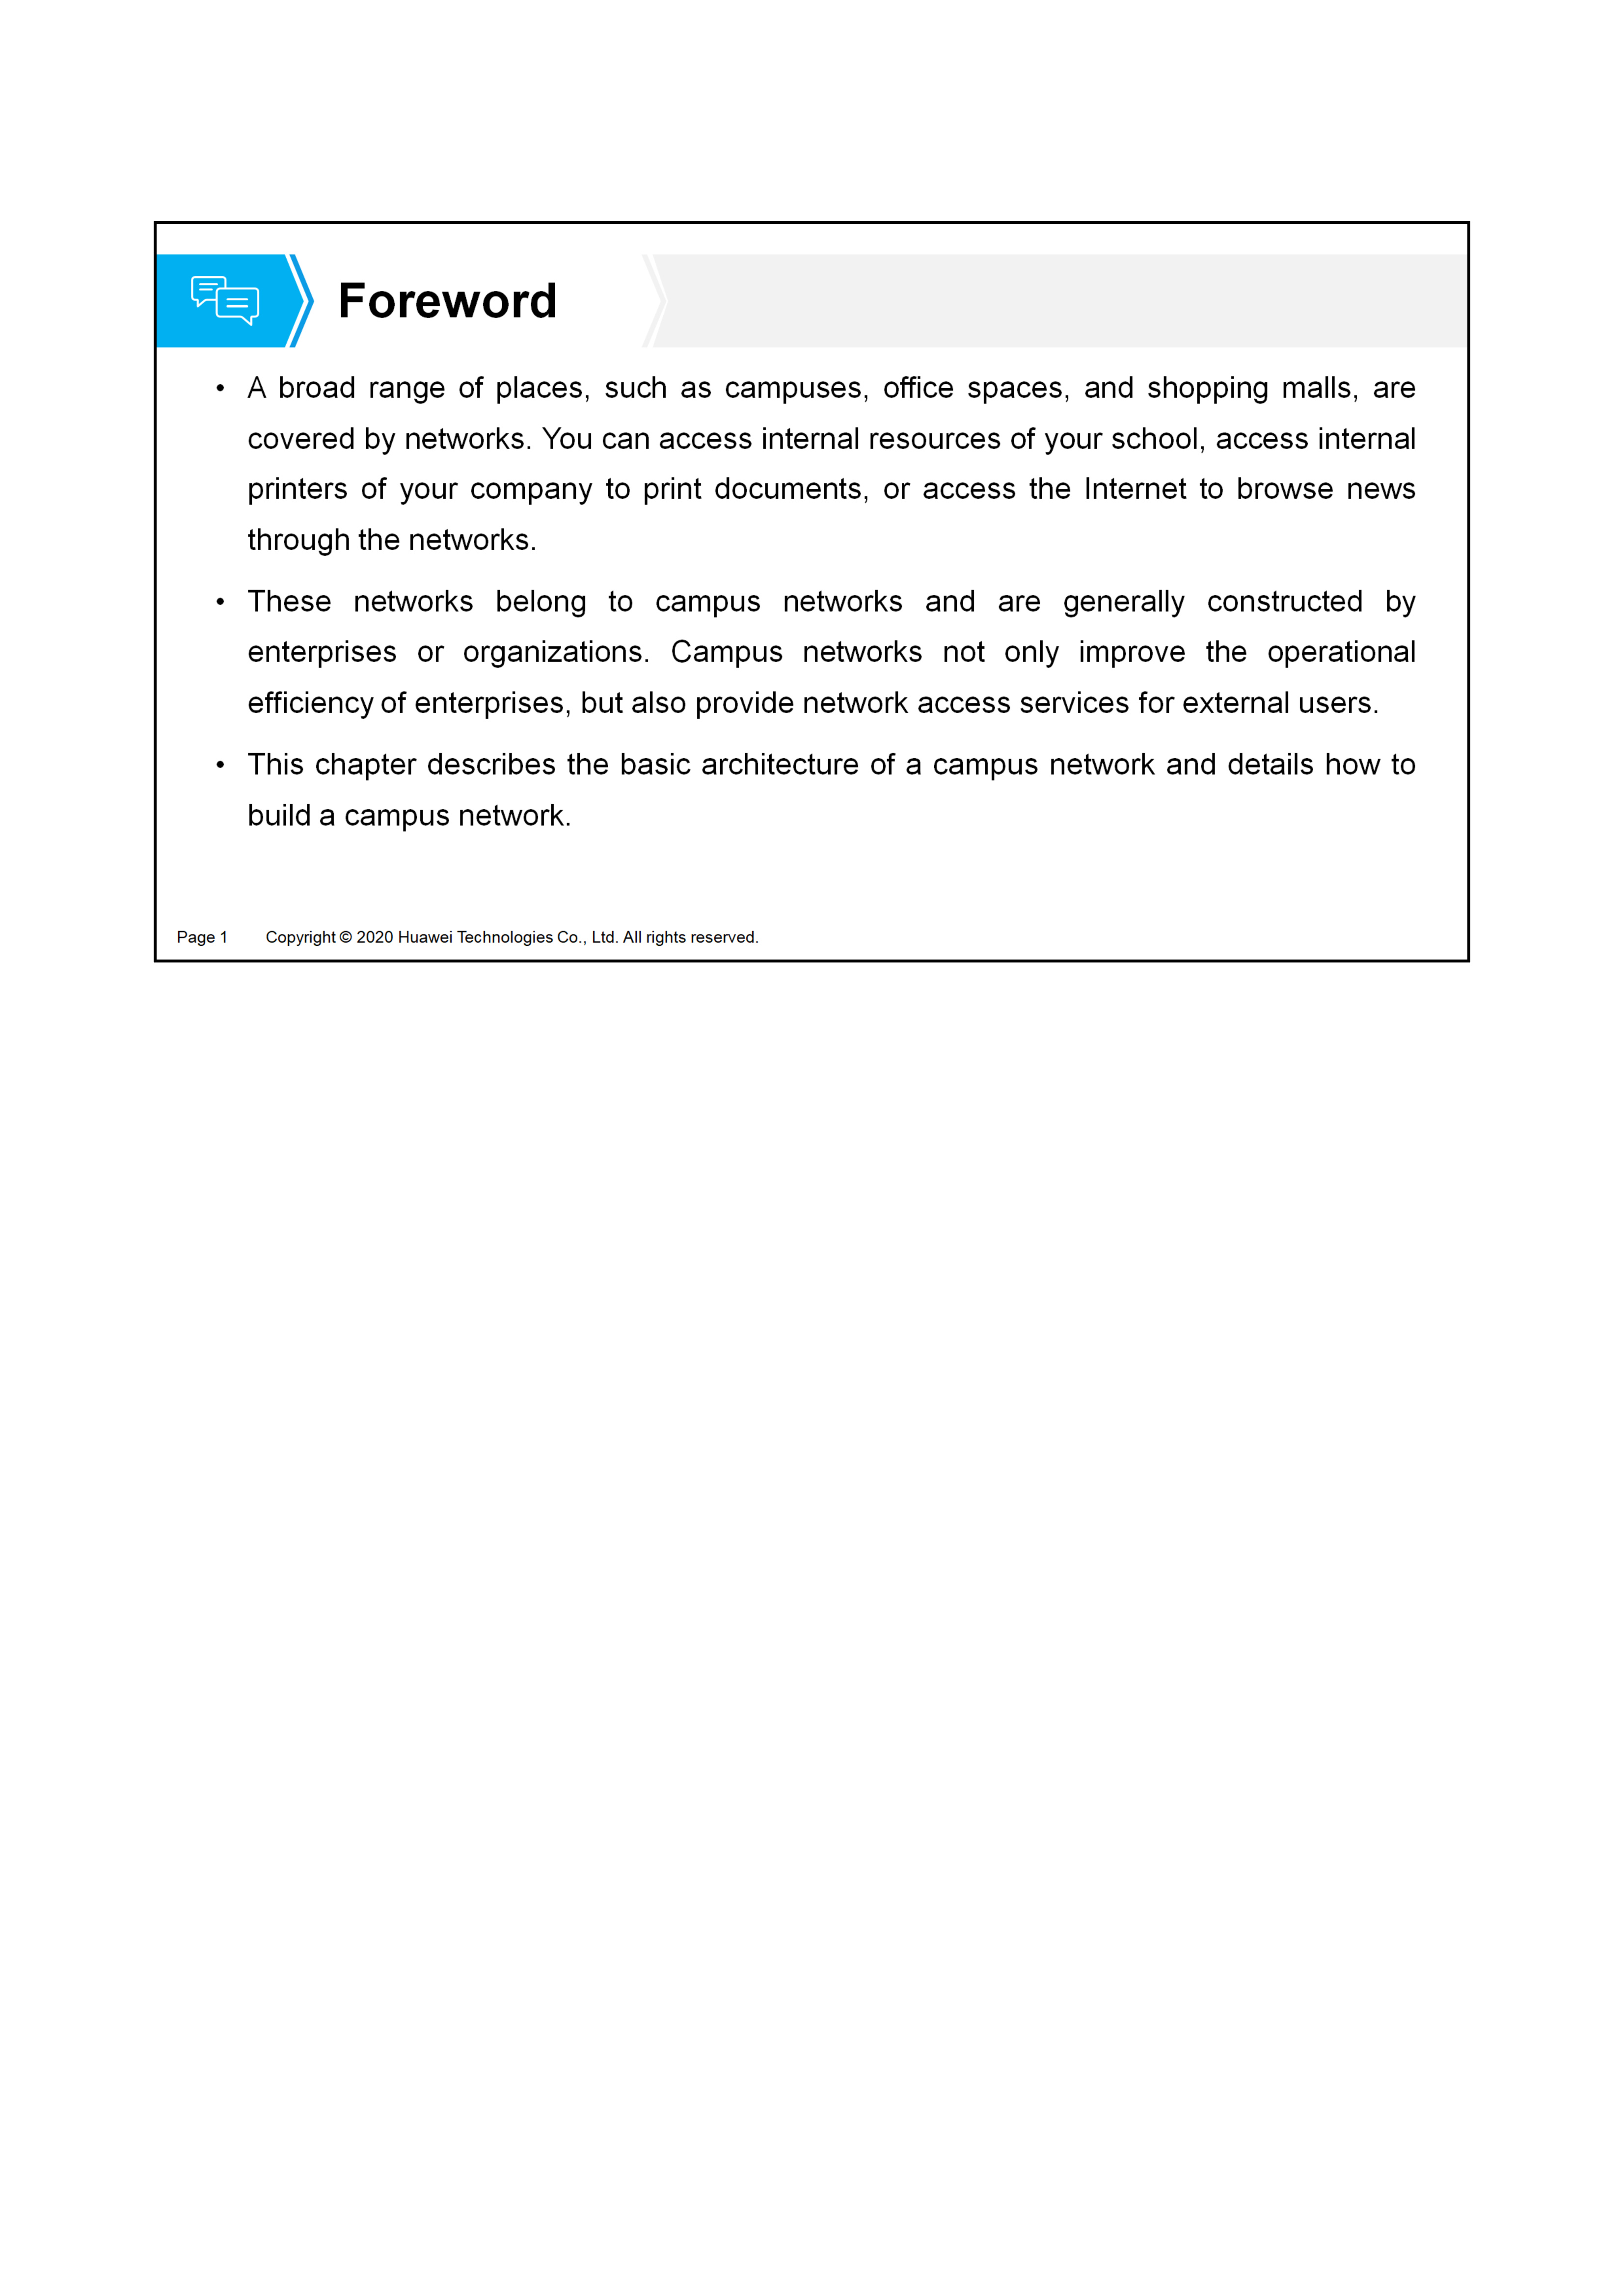 Foreword
• A broad range of places, such as campuses, office spaces, and shopping malls, are
covered by networks. You can access internal resources of your school, access internal
printers of your company to print documents, or access the Internet to browse news
through the networks.
• These networks belong to campus networks and are generally constructed by
enterprises or organizations. Campus networks not only improve the operational
efficiency of enterprises, but also provide network access services for external users.
• This chapter describes the basic architecture of a campus network and details how to
build a campus network.
Page 1 Copyright © 2020 Huawei Technologies Co., Ltd. All rights reserved.